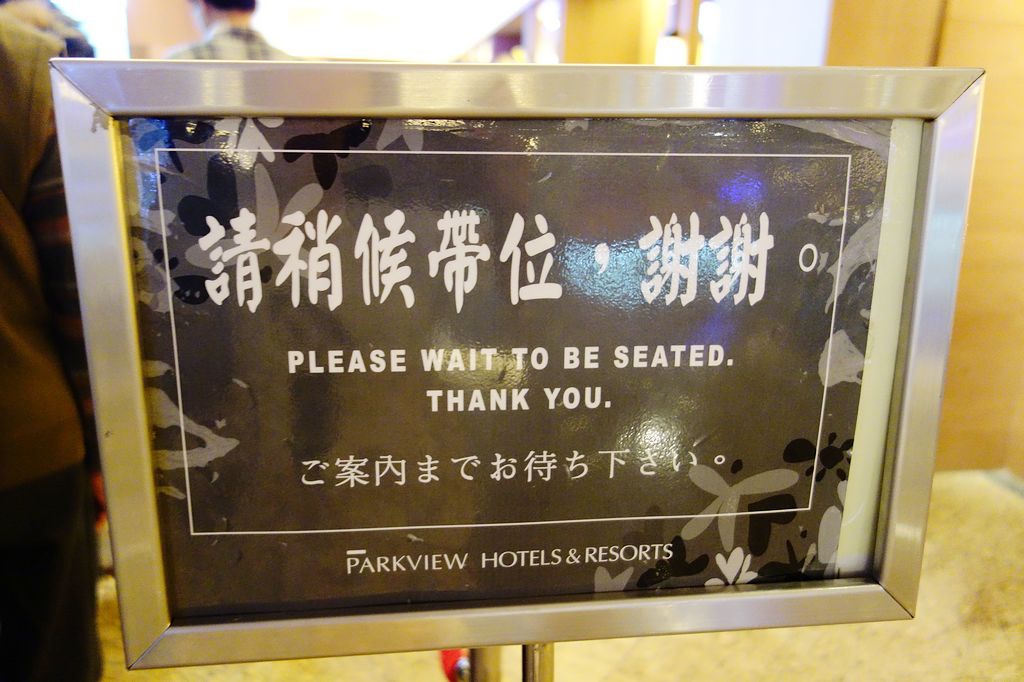 請稍候帶位，謝謝。
PLEASE WAIT TO BE SEATED.
THANK YOU.
ご案內までお待ち下さい。
PARKVIEW HOTELS & RESORTS